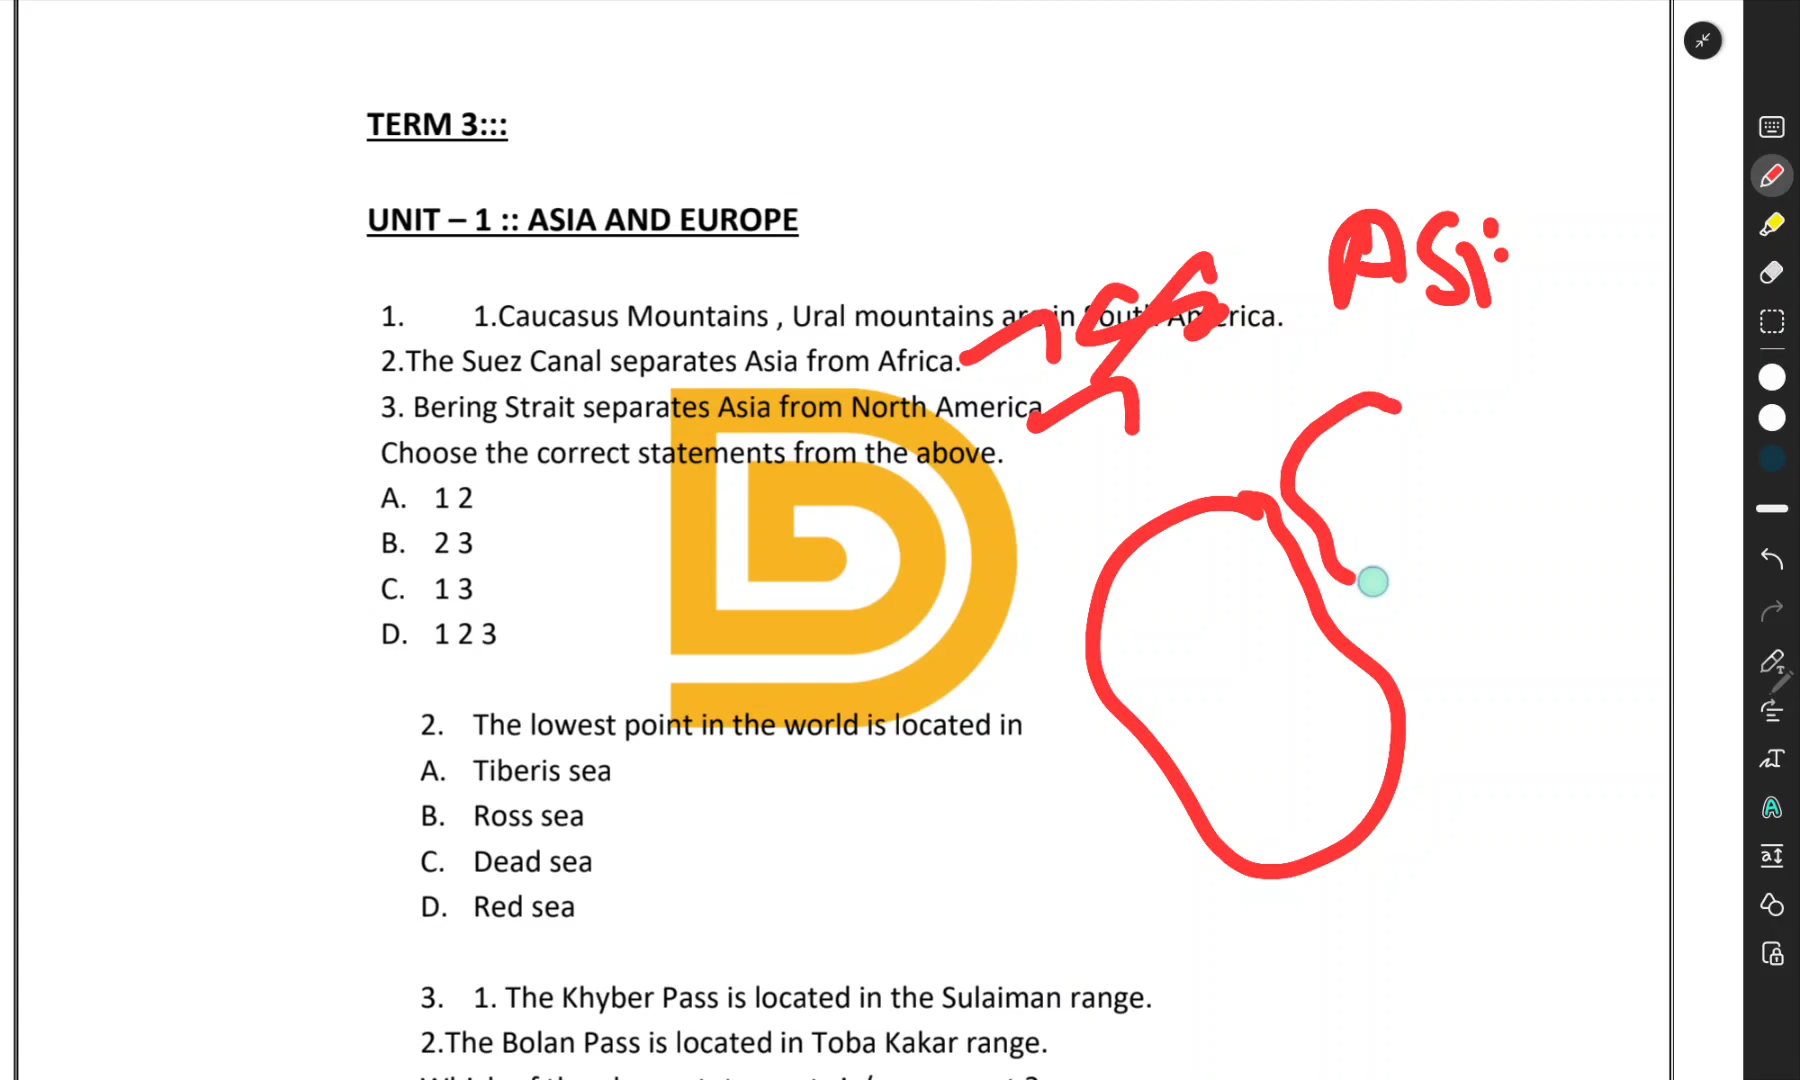 TERM 3:::
UNIT – 1 :: ASIA AND EUROPE
ASi
1. 1.Caucasus Mountains , Ural mountains are in South America.
2.The Suez Canal separates Asia from Africa.
3. Bering Strait separates Asia from North America
Choose the correct statements from the above.
A. 1 2
B. 2 3
C. 1 3
D. 1 2 3
2. The lowest point in the world is located in
A. Tiberis sea
B. Ross sea
C. Dead sea
D. Red sea
3. 1. The Khyber Pass is located in the Sulaiman range.
2.The Bolan Pass is located in Toba Kakar range.